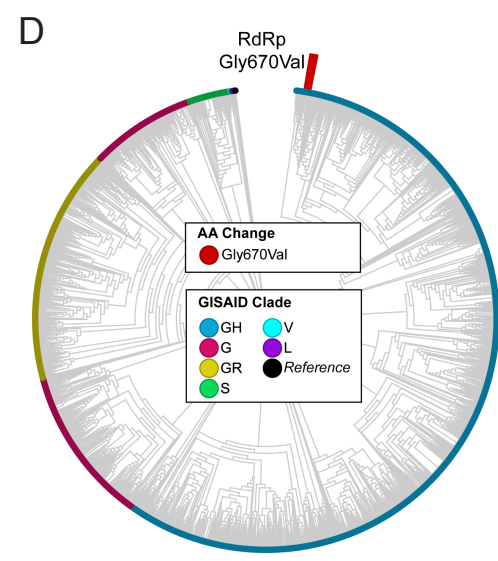 D
RdRp
Gly670Val
AA Change
Gly670Val
GISAID Clade
GH
V
G
L
GR
Reference
S